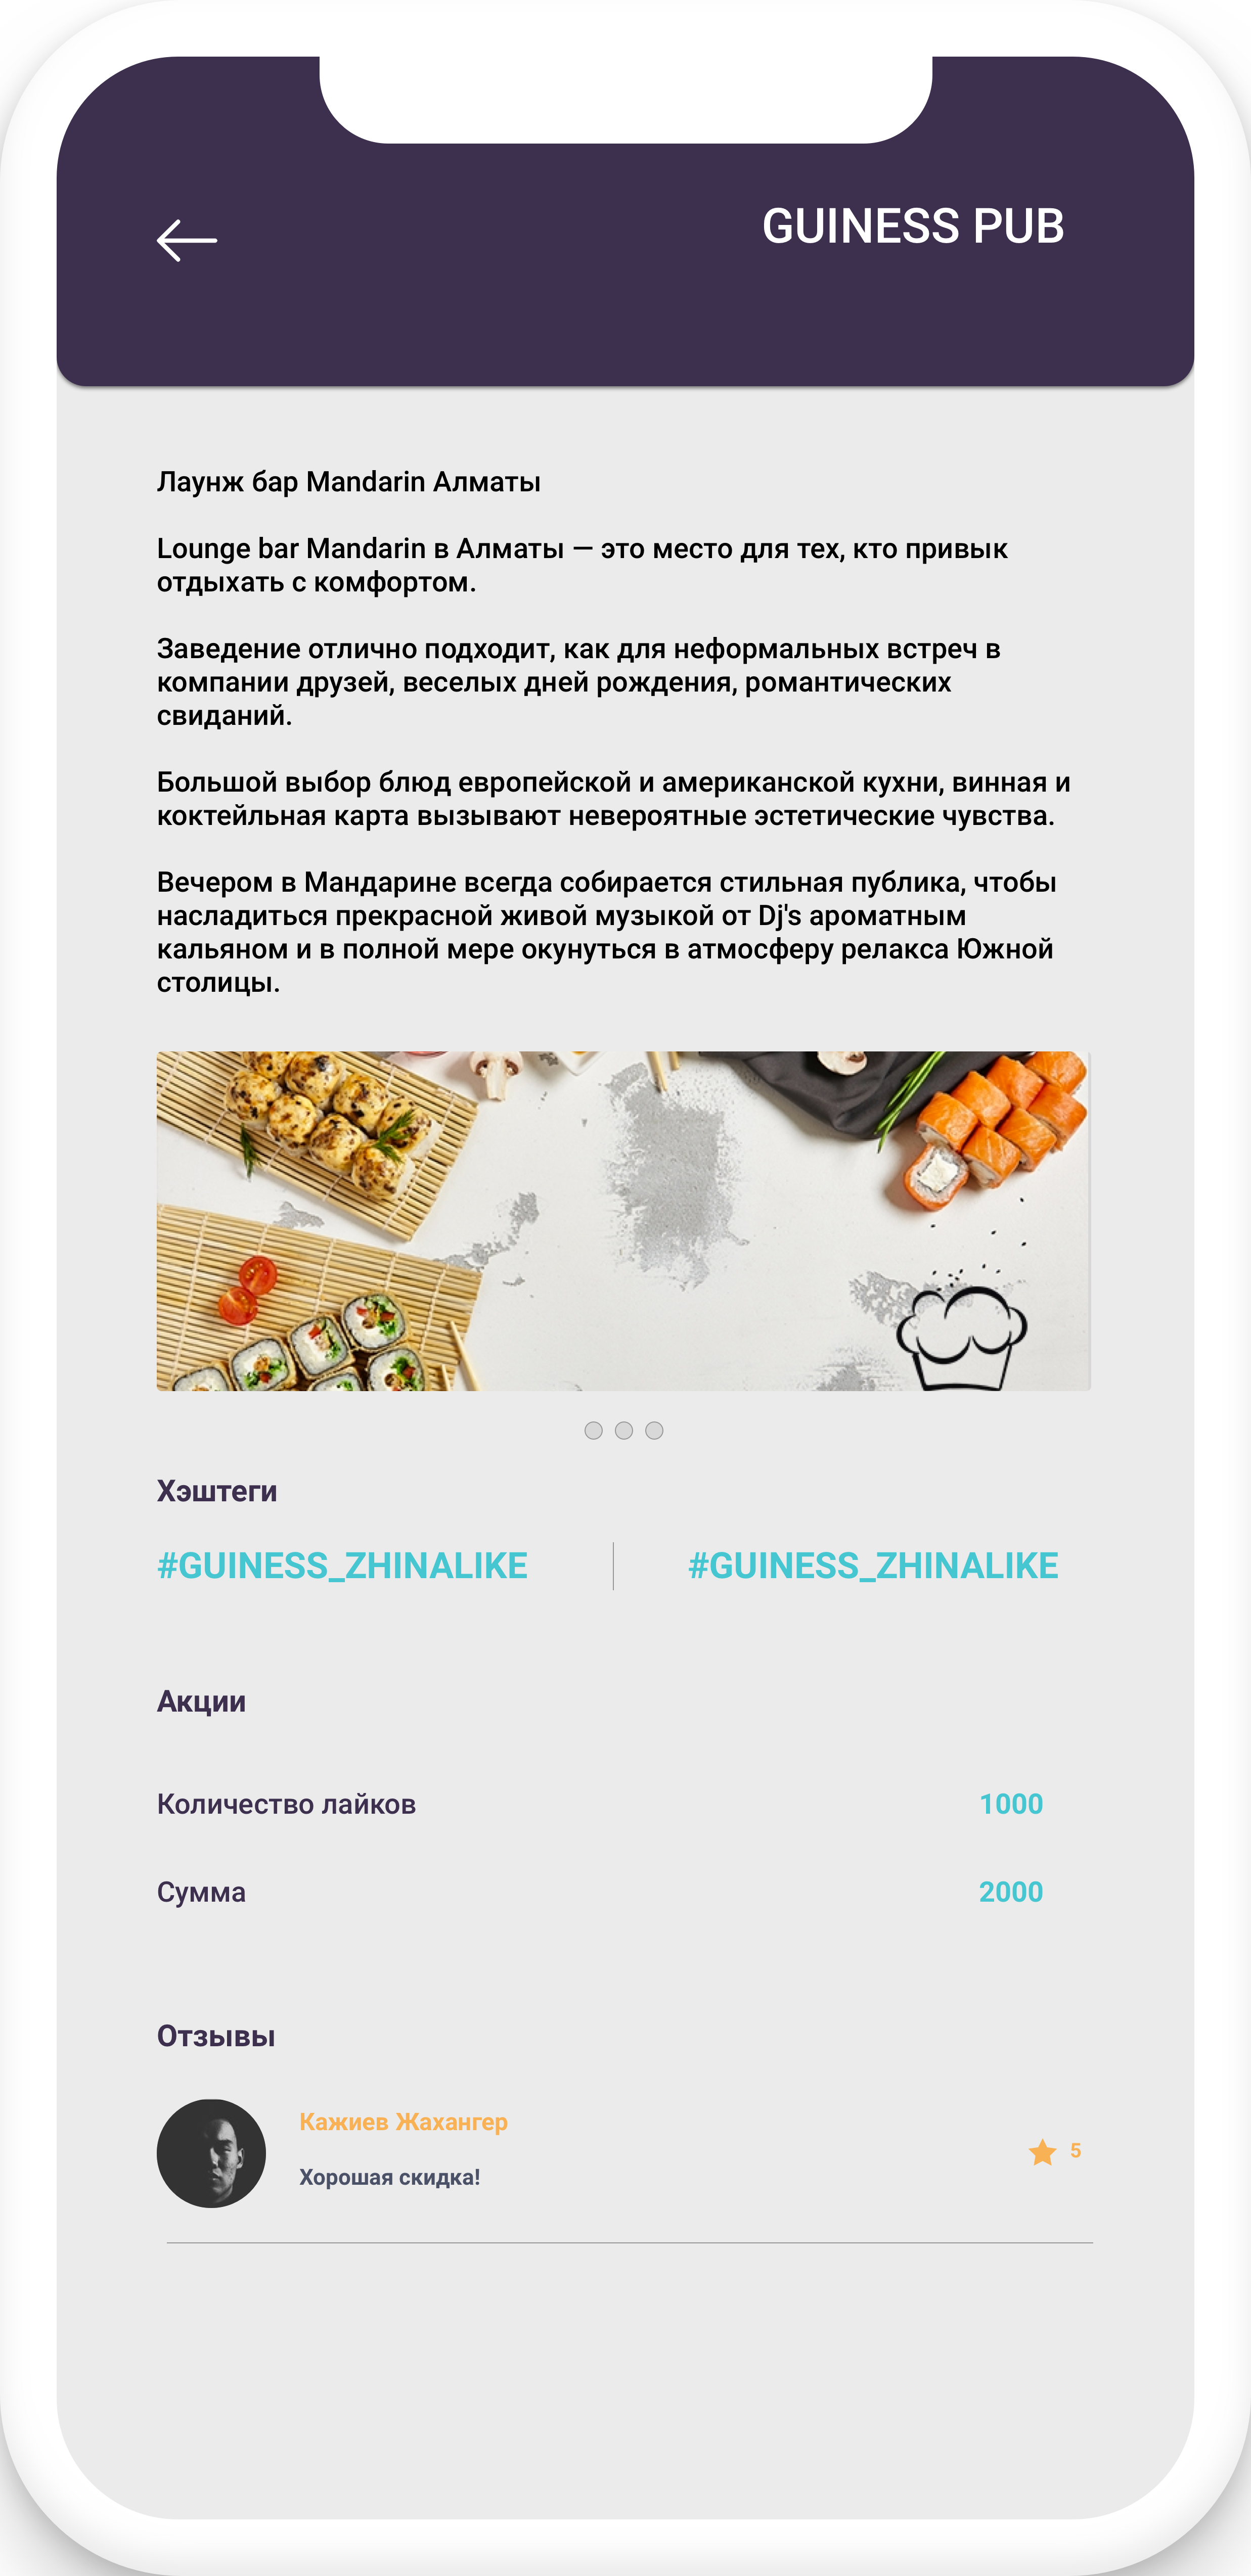 GUINESS PUB
Лаунж бар Mandarin Алматы
Lounge bar Mandarin в Алматы — это место для тех, кто привык
отдыхать с комфортом.
Заведение отлично подходит, как для неформальных встреч в
компании друзей, веселых дней рождения, романтических
свиданий.
Большой выбор блюд европейской и американской кухни, винная и
коктейльная карта вызывают невероятные эстетические чувства.
Вечером в Мандарине всегда собирается стильная публика, чтобы
насладиться прекрасной живой музыкой от Dj's ароматным
кальяном и в полной мере окунуться в атмосферу релакса Южной
столицы.
Хэштеги
#GUINESS_ZHINALIKE #GUINESS_ZHINALIKE
Акции
Количество лайков 1000
Сумма 2000
Отзывы
Кажиев Жахангер
5
Хорошая скидка!